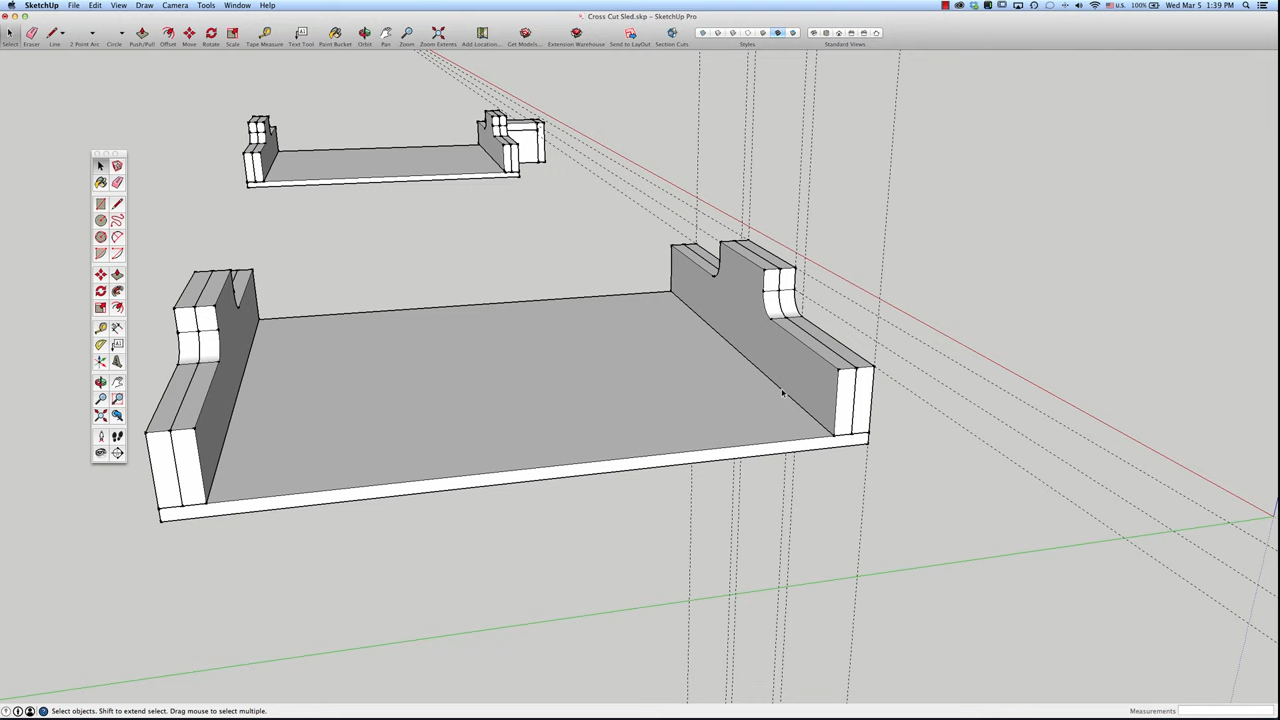 SketchUp File Edit View Draw Camera Tools Window Help U.S. 100% Wed Mar 5 1:39 PM
Cross Cut Sled.skp – SketchUp Pro
Select Eraser Line 2 Point Arc Circle Push/Pull Offset Move Rotate Scale Tape Measure Text Tool Paint Bucket Orbit Pan Zoom Zoom Extents Add Location... Get Models... Extension Warehouse Send to LayOut Section Cuts Styles Standard Views
Select objects. Shift to extend select. Drag mouse to select multiple. Measurements